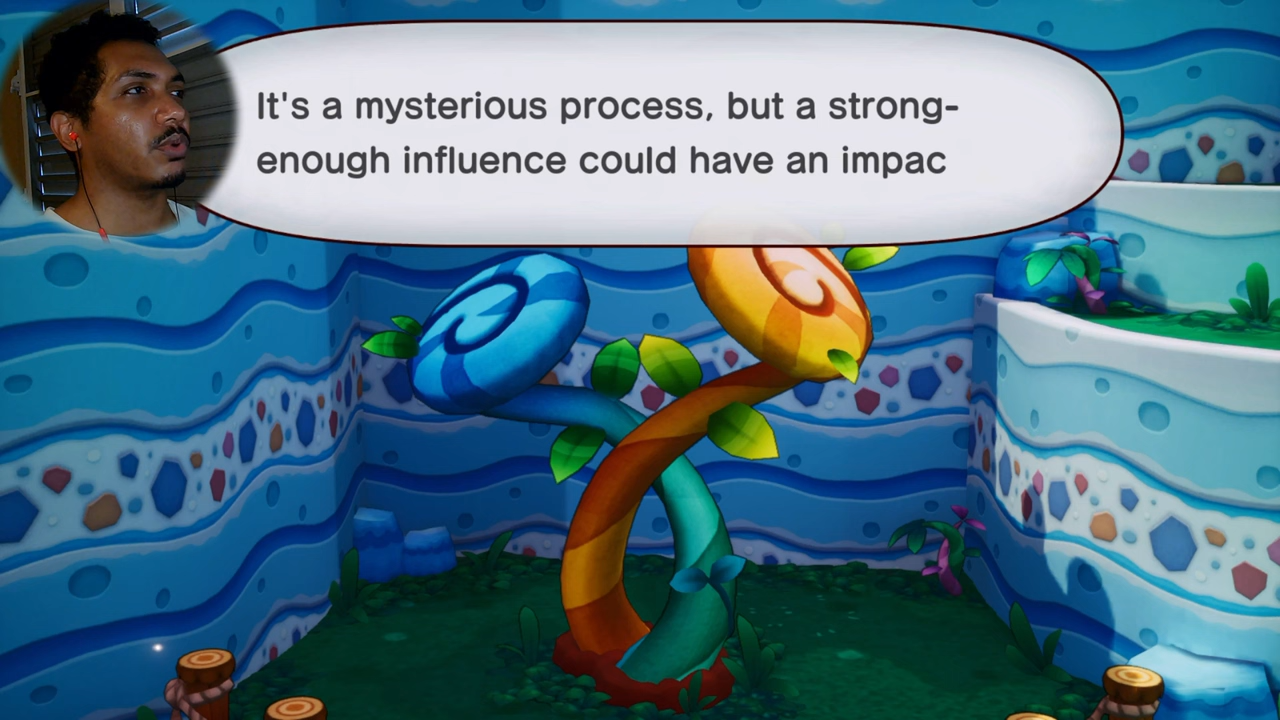 It's a mysterious process, but a strong-
enough influence could have an impac